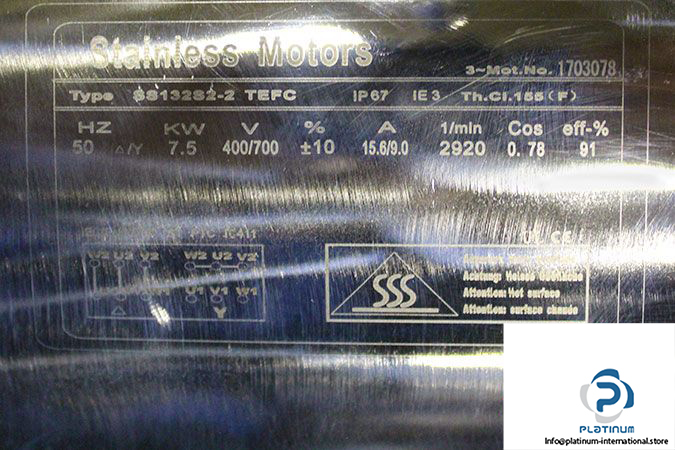 Stainless Motors
3~Mot.No. 1703078
Type SS132S2-2 TEFC IP67 IE3 Th.Cl.155(F)
HZ KW V % A 1/min Cos eff-%
50 △/Y 7.5 400/700 ±10 15.6/9.0 2920 0.78 91
IC411
W2 U2 V2 W2 U2 V2
U1 V1 W1
△ Y
CE
SSS
Achtung: Heisse
Attention: Hot surface
Attention: surface chaude
P
PLATINUM
Info@platinum-international.store